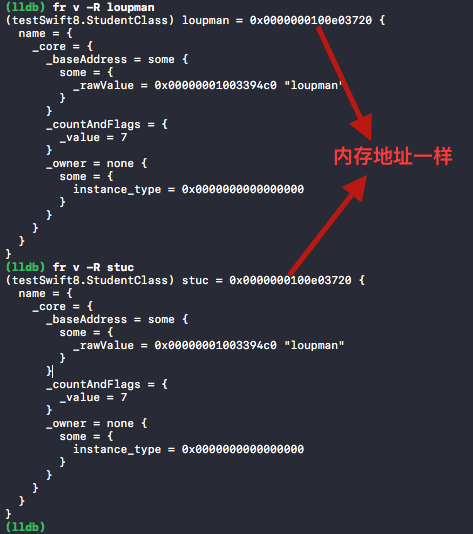 (lldb) fr v -R loupman
(testSwift8.StudentClass) loupman = 0x0000000100e03720 {
  name = {
    _core = {
      _baseAddress = some {
        some = {
          _rawValue = 0x00000001003394c0 "loupman"
        }
      }
      _countAndFlags = {
        _value = 7
      }
      _owner = none {
        some = {
          instance_type = 0x0000000000000000
        }
      }
    }
  }
}
内存地址一样
(lldb) fr v -R stuc
(testSwift8.StudentClass) stuc = 0x0000000100e03720 {
  name = {
    _core = {
      _baseAddress = some {
        some = {
          _rawValue = 0x00000001003394c0 "loupman"
        }
      }
      _countAndFlags = {
        _value = 7
      }
      _owner = none {
        some = {
          instance_type = 0x0000000000000000
        }
      }
    }
  }
}
(lldb)